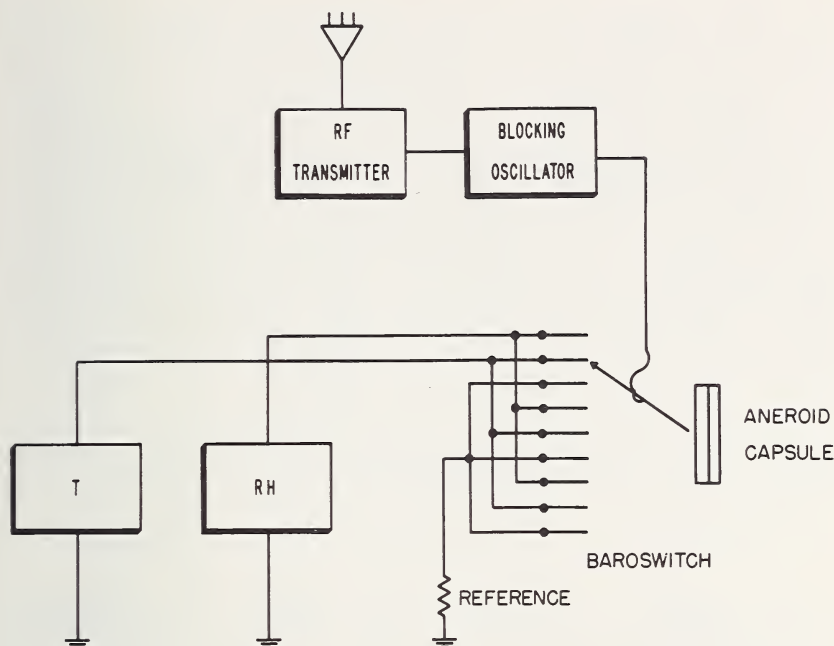 RF
TRANSMITTER
BLOCKING
OSCILLATOR
T
RH
ANEROID
CAPSULE
BAROSWITCH
REFERENCE